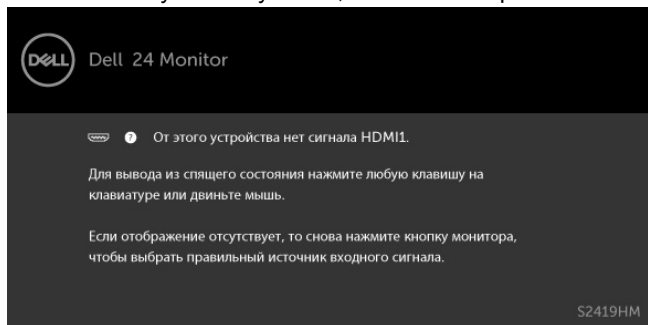 DELL
Dell 24 Monitor
? От этого устройства нет сигнала HDMI1.
Для вывода из спящего состояния нажмите любую клавишу на
клавиатуре или двиньте мышь.
Если отображение отсутствует, то снова нажмите кнопку монитора,
чтобы выбрать правильный источник входного сигнала.
S2419HM